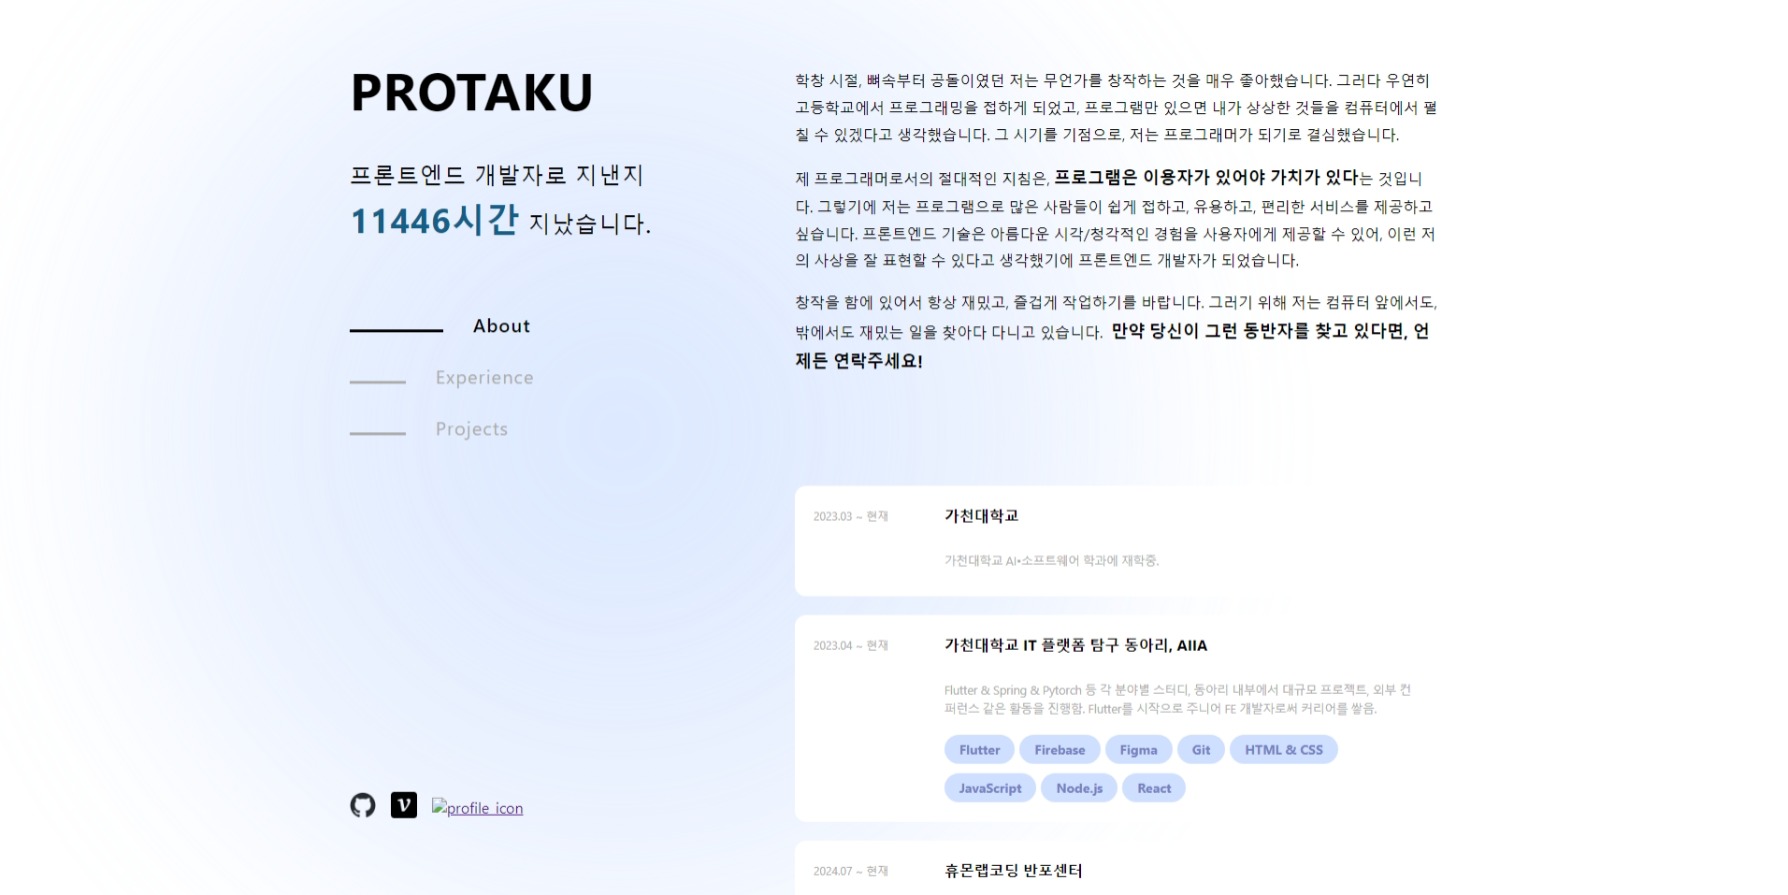 PROTAKU
프론트엔드 개발자로 지낸지
11446시간 지났습니다.
About
Experience
Projects
profile_icon
학창 시절, 뼈속부터 공돌이였던 저는 무언가를 창작하는 것을 매우 좋아했습니다. 그러다 우연히
고등학교에서 프로그래밍을 접하게 되었고, 프로그램만 있으면 내가 상상한 것들을 컴퓨터에서 펼
칠 수 있겠다고 생각했습니다. 그 시기를 기점으로, 저는 프로그래머가 되기로 결심했습니다.
제 프로그래머로서의 절대적인 지침은, 프로그램은 이용자가 있어야 가치가 있다는 것입니
다. 그렇기에 저는 프로그램으로 많은 사람들이 쉽게 접하고, 유용하고, 편리한 서비스를 제공하고
싶습니다. 프론트엔드 기술은 아름다운 시각/청각적인 경험을 사용자에게 제공할 수 있어, 이런 저
의 사상을 잘 표현할 수 있다고 생각했기에 프론트엔드 개발자가 되었습니다.
창작을 함에 있어서 항상 재밌고, 즐겁게 작업하기를 바랍니다. 그러기 위해 저는 컴퓨터 앞에서도,
밖에서도 재밌는 일을 찾아다 다니고 있습니다. 만약 당신이 그런 동반자를 찾고 있다면, 언
제든 연락주세요!
2023.03 ~ 현재
가천대학교
가천대학교 AI•소프트웨어 학과에 재학중.
2023.04 ~ 현재
가천대학교 IT 플랫폼 탐구 동아리, AIIA
Flutter & Spring & Pytorch 등 각 분야별 스터디, 동아리 내부에서 대규모 프로젝트, 외부 컨
퍼런스 같은 활동을 진행함. Flutter를 시작으로 주니어 FE 개발자로써 커리어를 쌓음.
Flutter Firebase Figma Git HTML & CSS
JavaScript Node.js React
2024.07 ~ 현재
휴몬랩코딩 반포센터